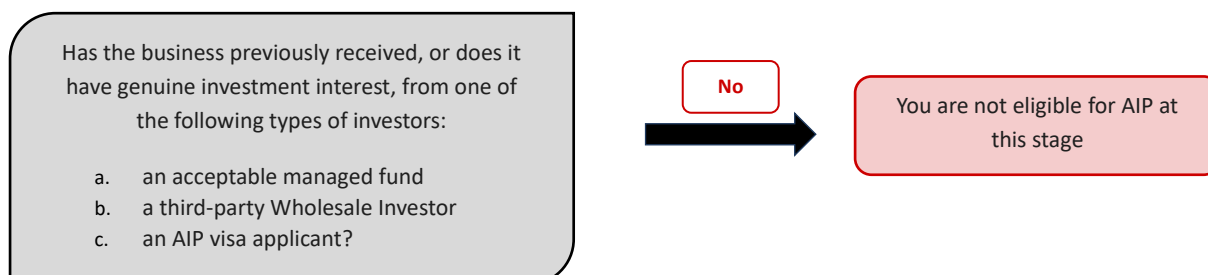 Has the business previously received, or does it
have genuine investment interest, from one of
the following types of investors:
a. an acceptable managed fund
b. a third-party Wholesale Investor
c. an AIP visa applicant?
No
You are not eligible for AIP at
this stage